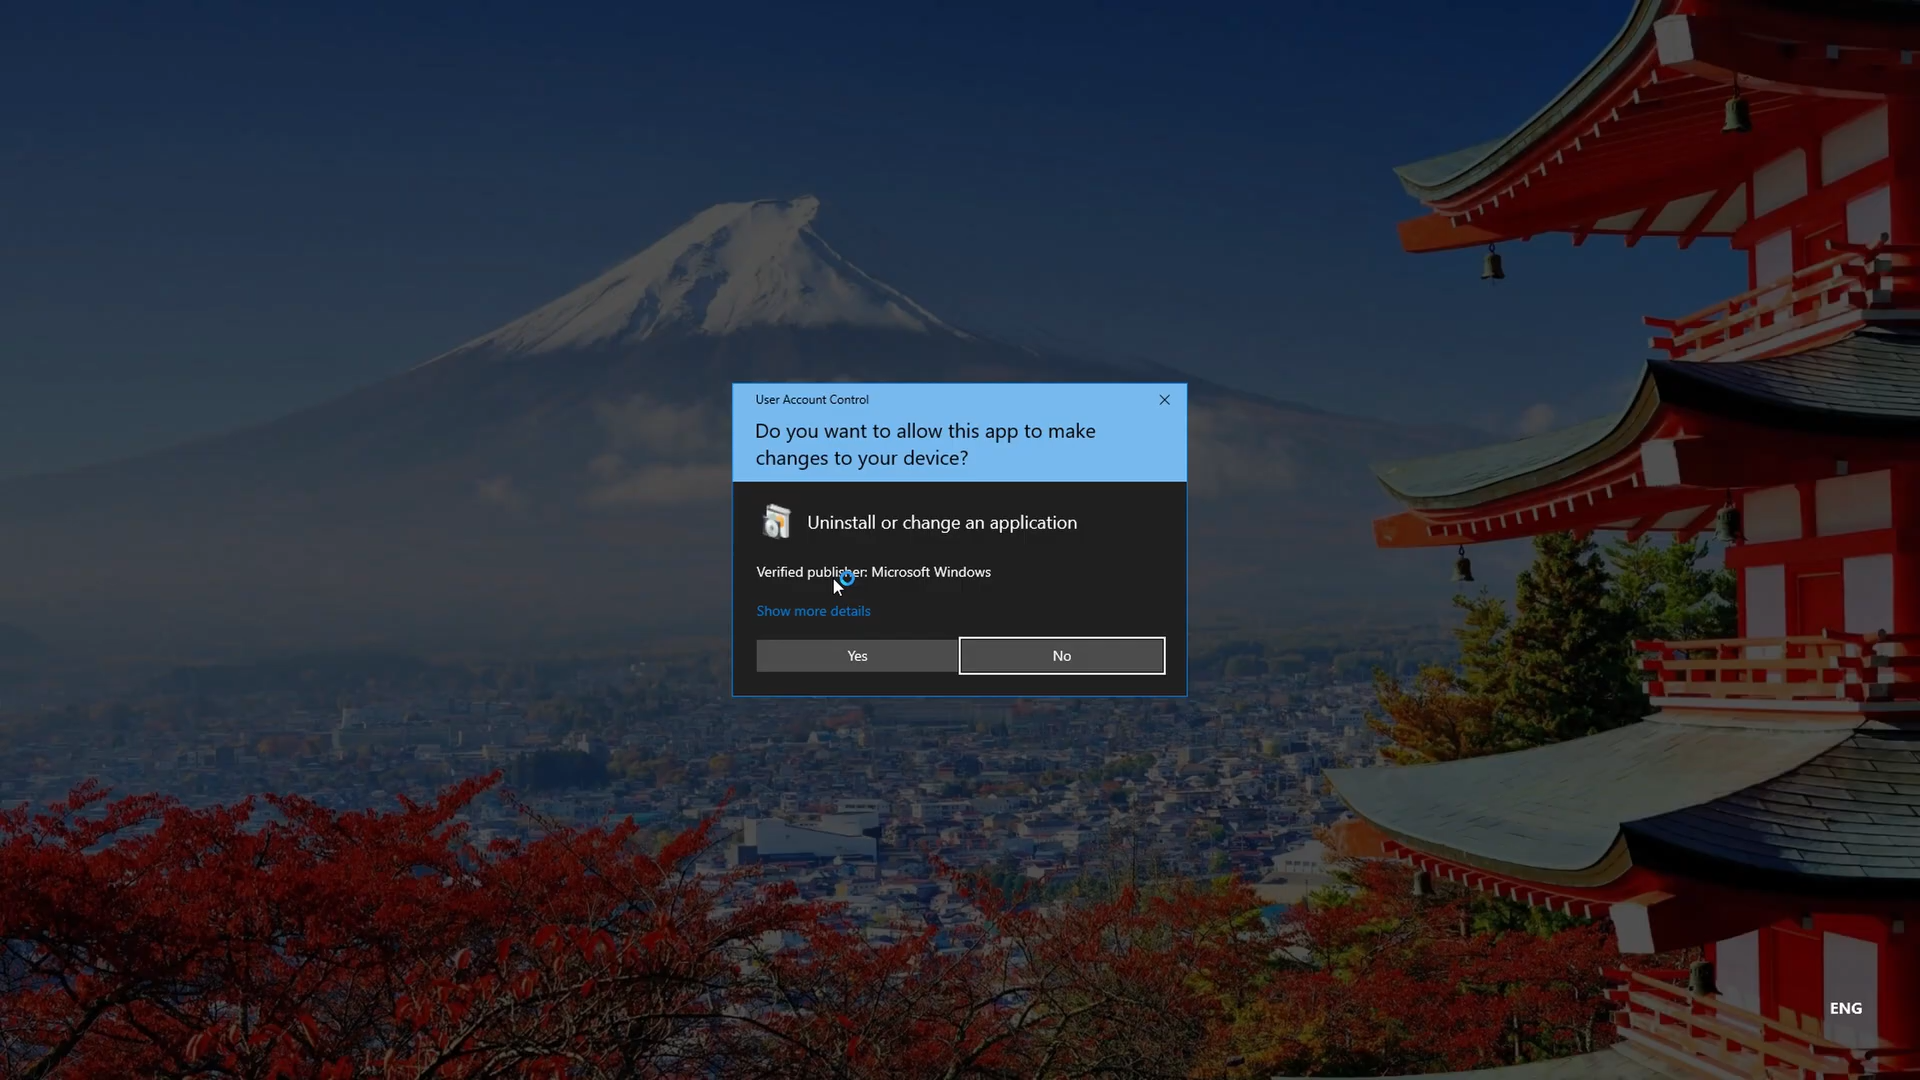 User Account Control
Do you want to allow this app to make
changes to your device?
Uninstall or change an application
Verified publisher: Microsoft Windows
Show more details
Yes
No
ENG